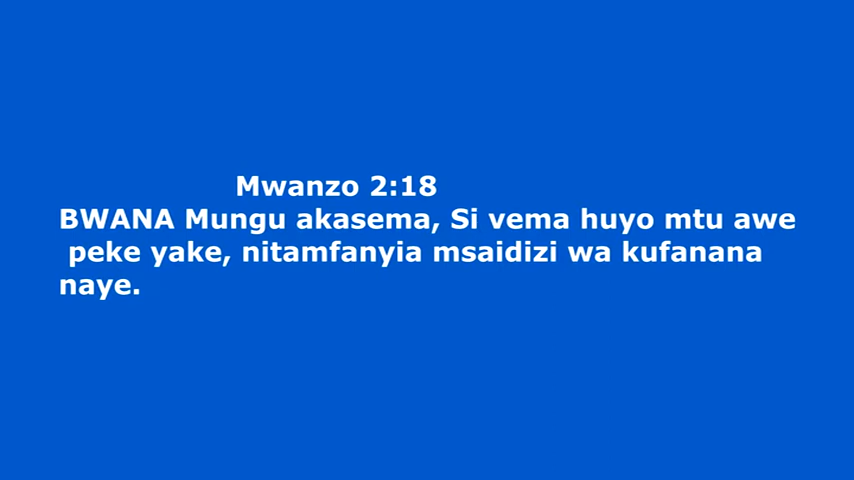 Mwanzo 2:18
BWANA Mungu akasema, Si vema huyo mtu awe
peke yake, nitamfanyia msaidizi wa kufanana
naye.